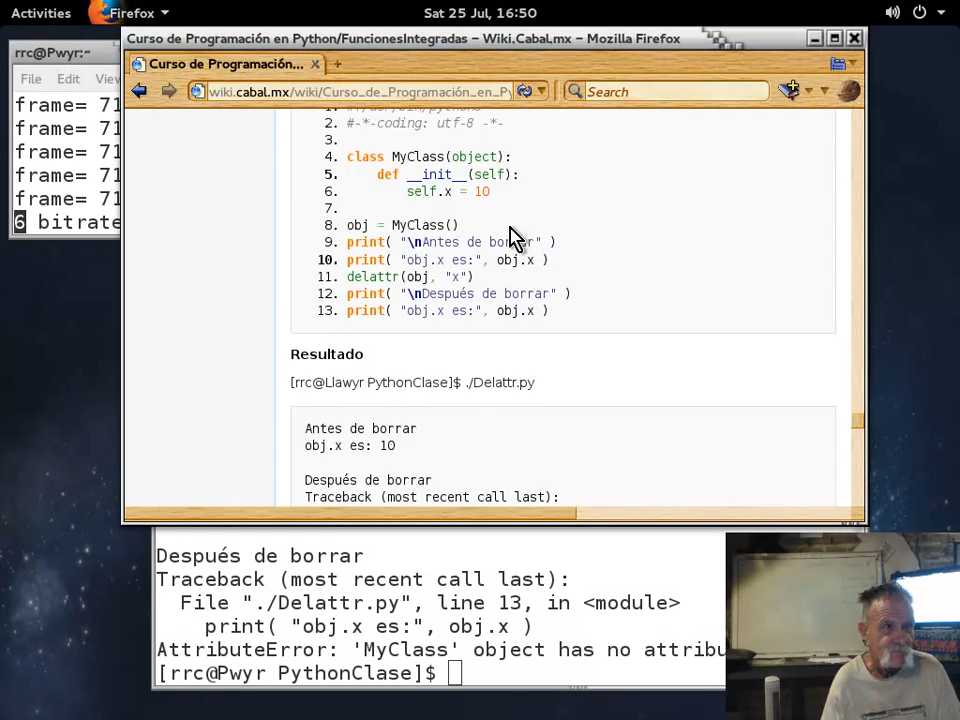 Activities Firefox Sat 25 Jul, 16:50
rrc@Pwyr:~
File Edit View
frame= 71
frame= 71
frame= 71
frame= 71
frame= 71
6 bitrate
Curso de Programación en Python/FuncionesIntegradas - Wiki.Cabal.mx - Mozilla Firefox
Curso de Programación...
wiki.cabal.mx/wiki/Curso_de_Programación_en_Py
Search
2. #-*-coding: utf-8 -*-
3.
4. class MyClass(object):
5. def __init__(self):
6. self.x = 10
7.
8. obj = MyClass()
9. print( "\nAntes de borrar" )
10. print( "obj.x es:", obj.x )
11. delattr(obj, "x")
12. print( "\nDespués de borrar" )
13. print( "obj.x es:", obj.x )
Resultado
[rrc@Llawyr PythonClase]$ ./Delattr.py
Antes de borrar
obj.x es: 10
Después de borrar
Traceback (most recent call last):
Después de borrar
Traceback (most recent call last):
File "./Delattr.py", line 13, in <module>
print( "obj.x es:", obj.x )
AttributeError: 'MyClass' object has no attribu
[rrc@Pwyr PythonClase]$